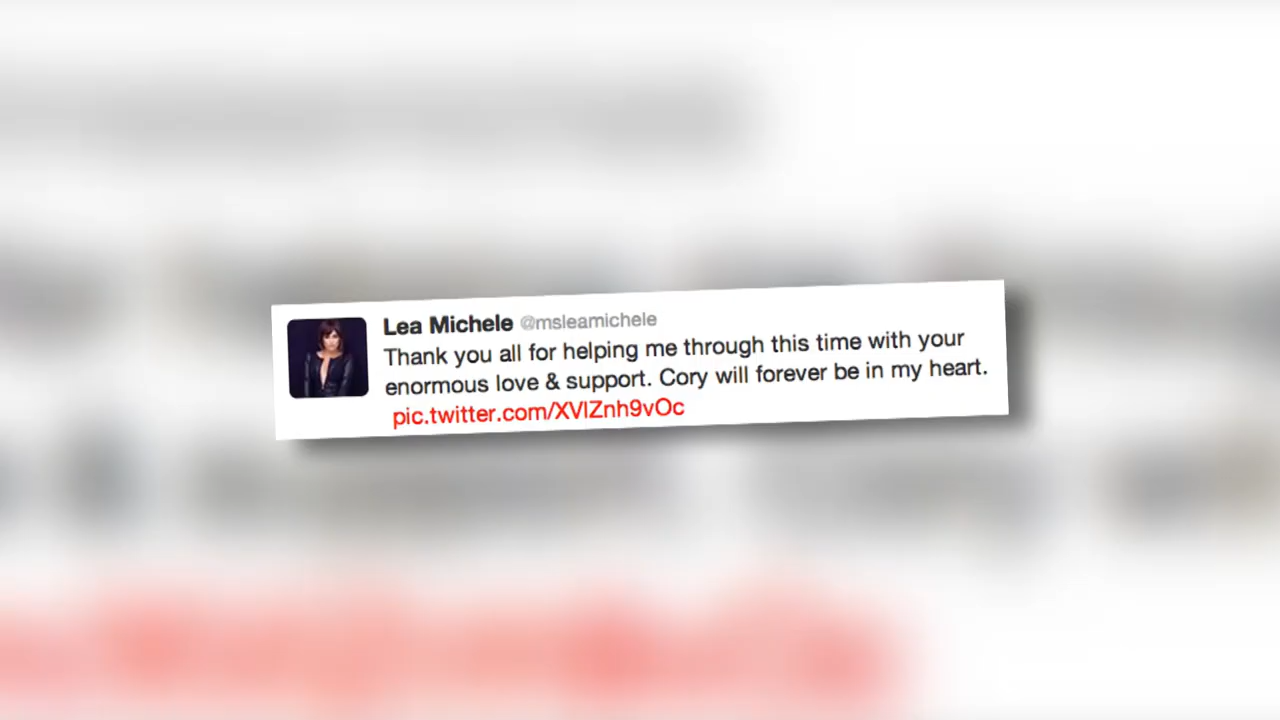 Lea Michele @msleamichele
Thank you all for helping me through this time with your
enormous love & support. Cory will forever be in my heart.
pic.twitter.com/XVlZnh9vOc